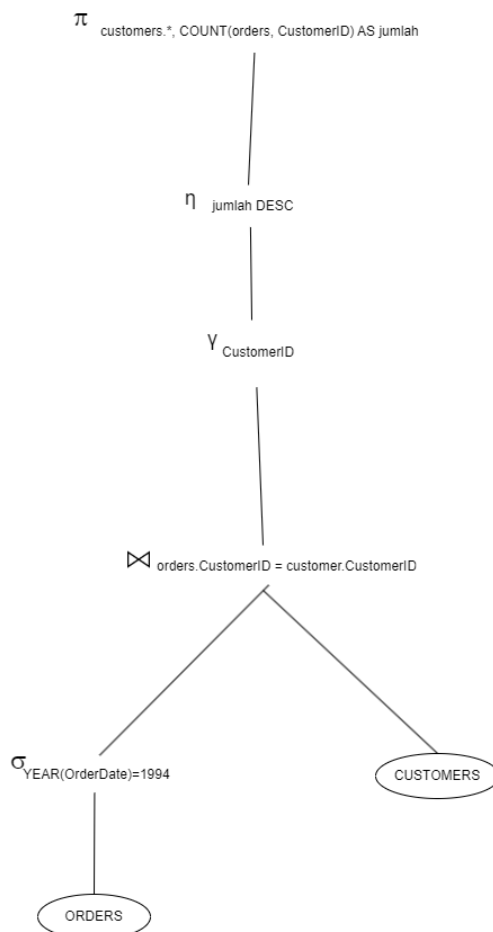 π customers.*, COUNT(orders, CustomerID) AS jumlah
η jumlah DESC
γ CustomerID
⋈ orders.CustomerID = customer.CustomerID
σ YEAR(OrderDate)=1994
CUSTOMERS
ORDERS